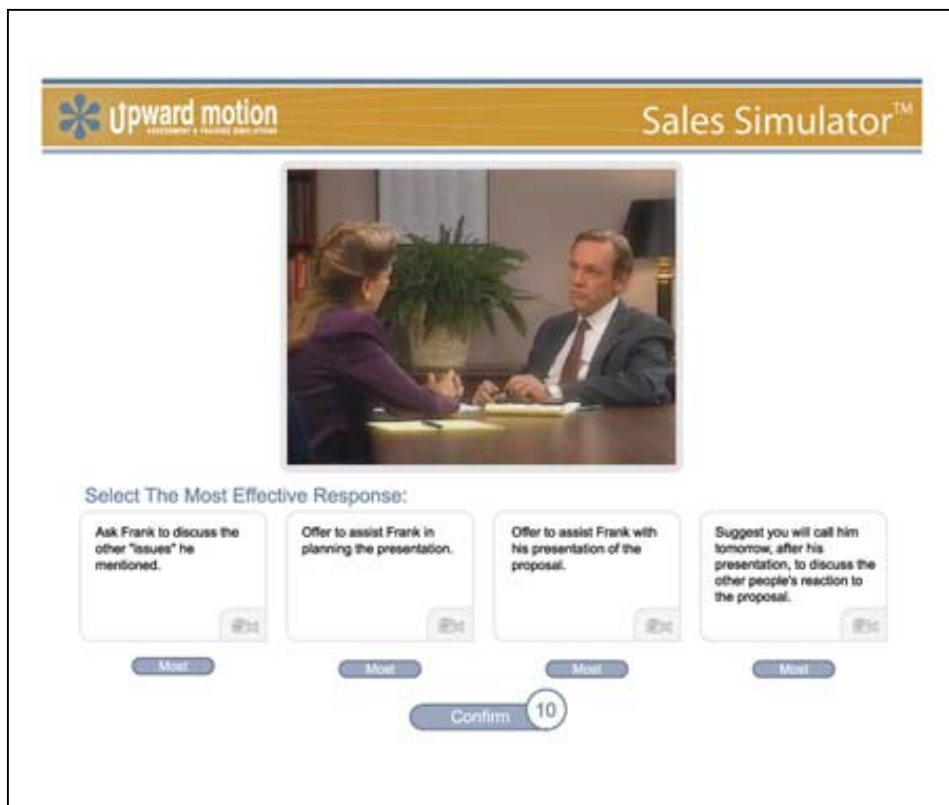 Upward motion
ASSESSMENT & TRAINING SIMULATIONS
Sales Simulator™
Select The Most Effective Response:
Ask Frank to discuss the
other "issues" he
mentioned.
Offer to assist Frank in
planning the presentation.
Offer to assist Frank with
his presentation of the
proposal.
Suggest you will call him
tomorrow, after his
presentation, to discuss the
other people's reaction to
the proposal.
Most
Most
Most
Most
Confirm
10